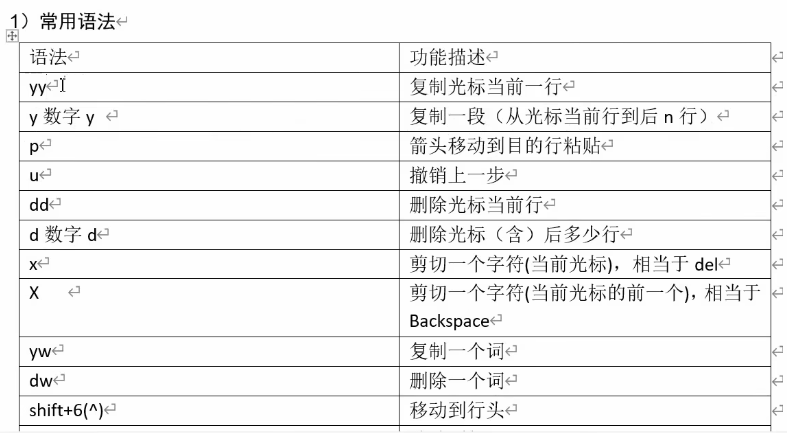 1）常用语法
语法 功能描述
yy 复制光标当前一行
y 数字 y 复制一段（从光标当前行到后 n 行）
p 箭头移动到目的行粘贴
u 撤销上一步
dd 删除光标当前行
d 数字 d 删除光标（含）后多少行
x 剪切一个字符(当前光标)，相当于 del
X 剪切一个字符(当前光标的前一个)，相当于
Backspace
yw 复制一个词
dw 删除一个词
shift+6(^) 移动到行头